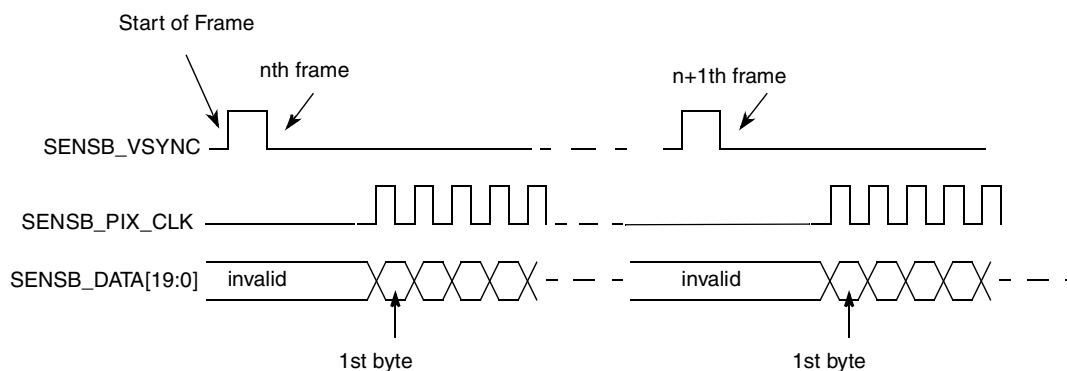 Start of Frame
nth frame
n+1th frame
SENSB_VSYNC
SENSB_PIX_CLK
SENSB_DATA[19:0]
invalid
invalid
1st byte
1st byte